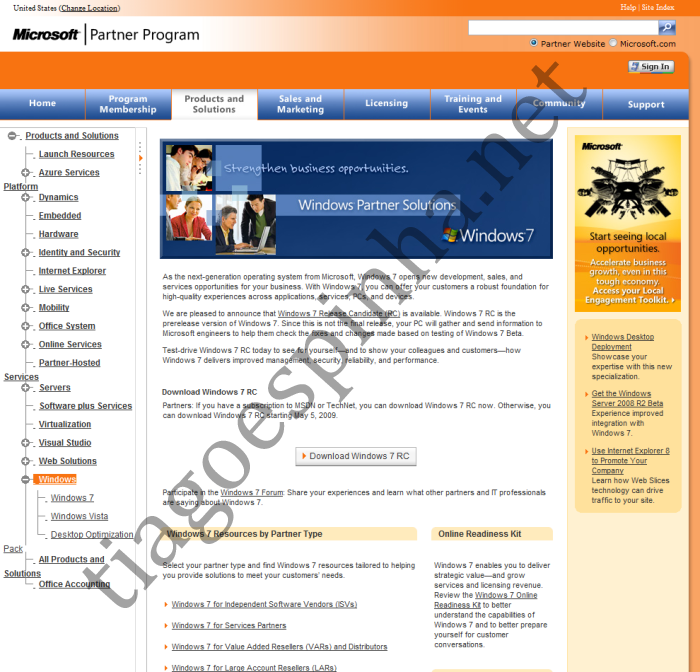 United States (Change Location)
Help | Site Index
Microsoft Partner Program
Partner Website Microsoft.com
Sign In
Home
Program Membership
Products and Solutions
Sales and Marketing
Licensing
Training and Events
Community
Support
Products and Solutions
Launch Resources
Azure Services
Platform
Dynamics
Embedded
Hardware
Identity and Security
Internet Explorer
Live Services
Mobility
Office System
Online Services
Partner-Hosted
Services
Servers
Software plus Services
Virtualization
Visual Studio
Web Solutions
Windows
Windows 7
Windows Vista
Desktop Optimization
Pack
All Products and
Solutions
Office Accounting
Strengthen business opportunities.
Windows Partner Solutions
Windows 7
As the next-generation operating system from Microsoft, Windows 7 opens new development, sales, and
services opportunities for your business. With Windows 7, you can offer your customers a robust foundation for
high-quality experiences across applications, services, PCs, and devices.
We are pleased to announce that Windows 7 Release Candidate (RC) is available. Windows 7 RC is the
prerelease version of Windows 7. Since this is not the final release, your PC will gather and send information to
Microsoft engineers to help them check the fixes and changes made based on testing of Windows 7 Beta.
Test-drive Windows 7 RC today to see for yourself—and to show your colleagues and customers—how
Windows 7 delivers improved management, security, reliability, and performance.
Download Windows 7 RC
Partners: If you have a subscription to MSDN or TechNet, you can download Windows 7 RC now. Otherwise, you
can download Windows 7 RC starting May 5, 2009.
Download Windows 7 RC
Participate in the Windows 7 Forum: Share your experiences and learn what other partners and IT professionals
are saying about Windows 7.
Windows 7 Resources by Partner Type
Select your partner type and find Windows 7 resources tailored to helping
you provide solutions to meet your customers' needs.
Windows 7 for Independent Software Vendors (ISVs)
Windows 7 for Services Partners
Windows 7 for Value Added Resellers (VARs) and Distributors
Windows 7 for Large Account Resellers (LARs)
Online Readiness Kit
Windows 7 enables you to deliver
strategic value—and grow
services and licensing revenue.
Review the Windows 7 Online
Readiness Kit to better
understand the capabilities of
Windows 7 and to better prepare
yourself for customer
conversations.
Microsoft
Start seeing local
opportunities.
Accelerate business
growth, even in this
tough economy.
Access your Local
Engagement Toolkit.
Windows Desktop
Deployment
Showcase your
expertise with this new
specialization.
Get the Windows
Server 2008 R2 Beta
Experience improved
integration with
Windows 7.
Use Internet Explorer 8
to Promote Your
Company
Learn how Web Slices
technology can drive
traffic to your site.
tiagoespinha.net